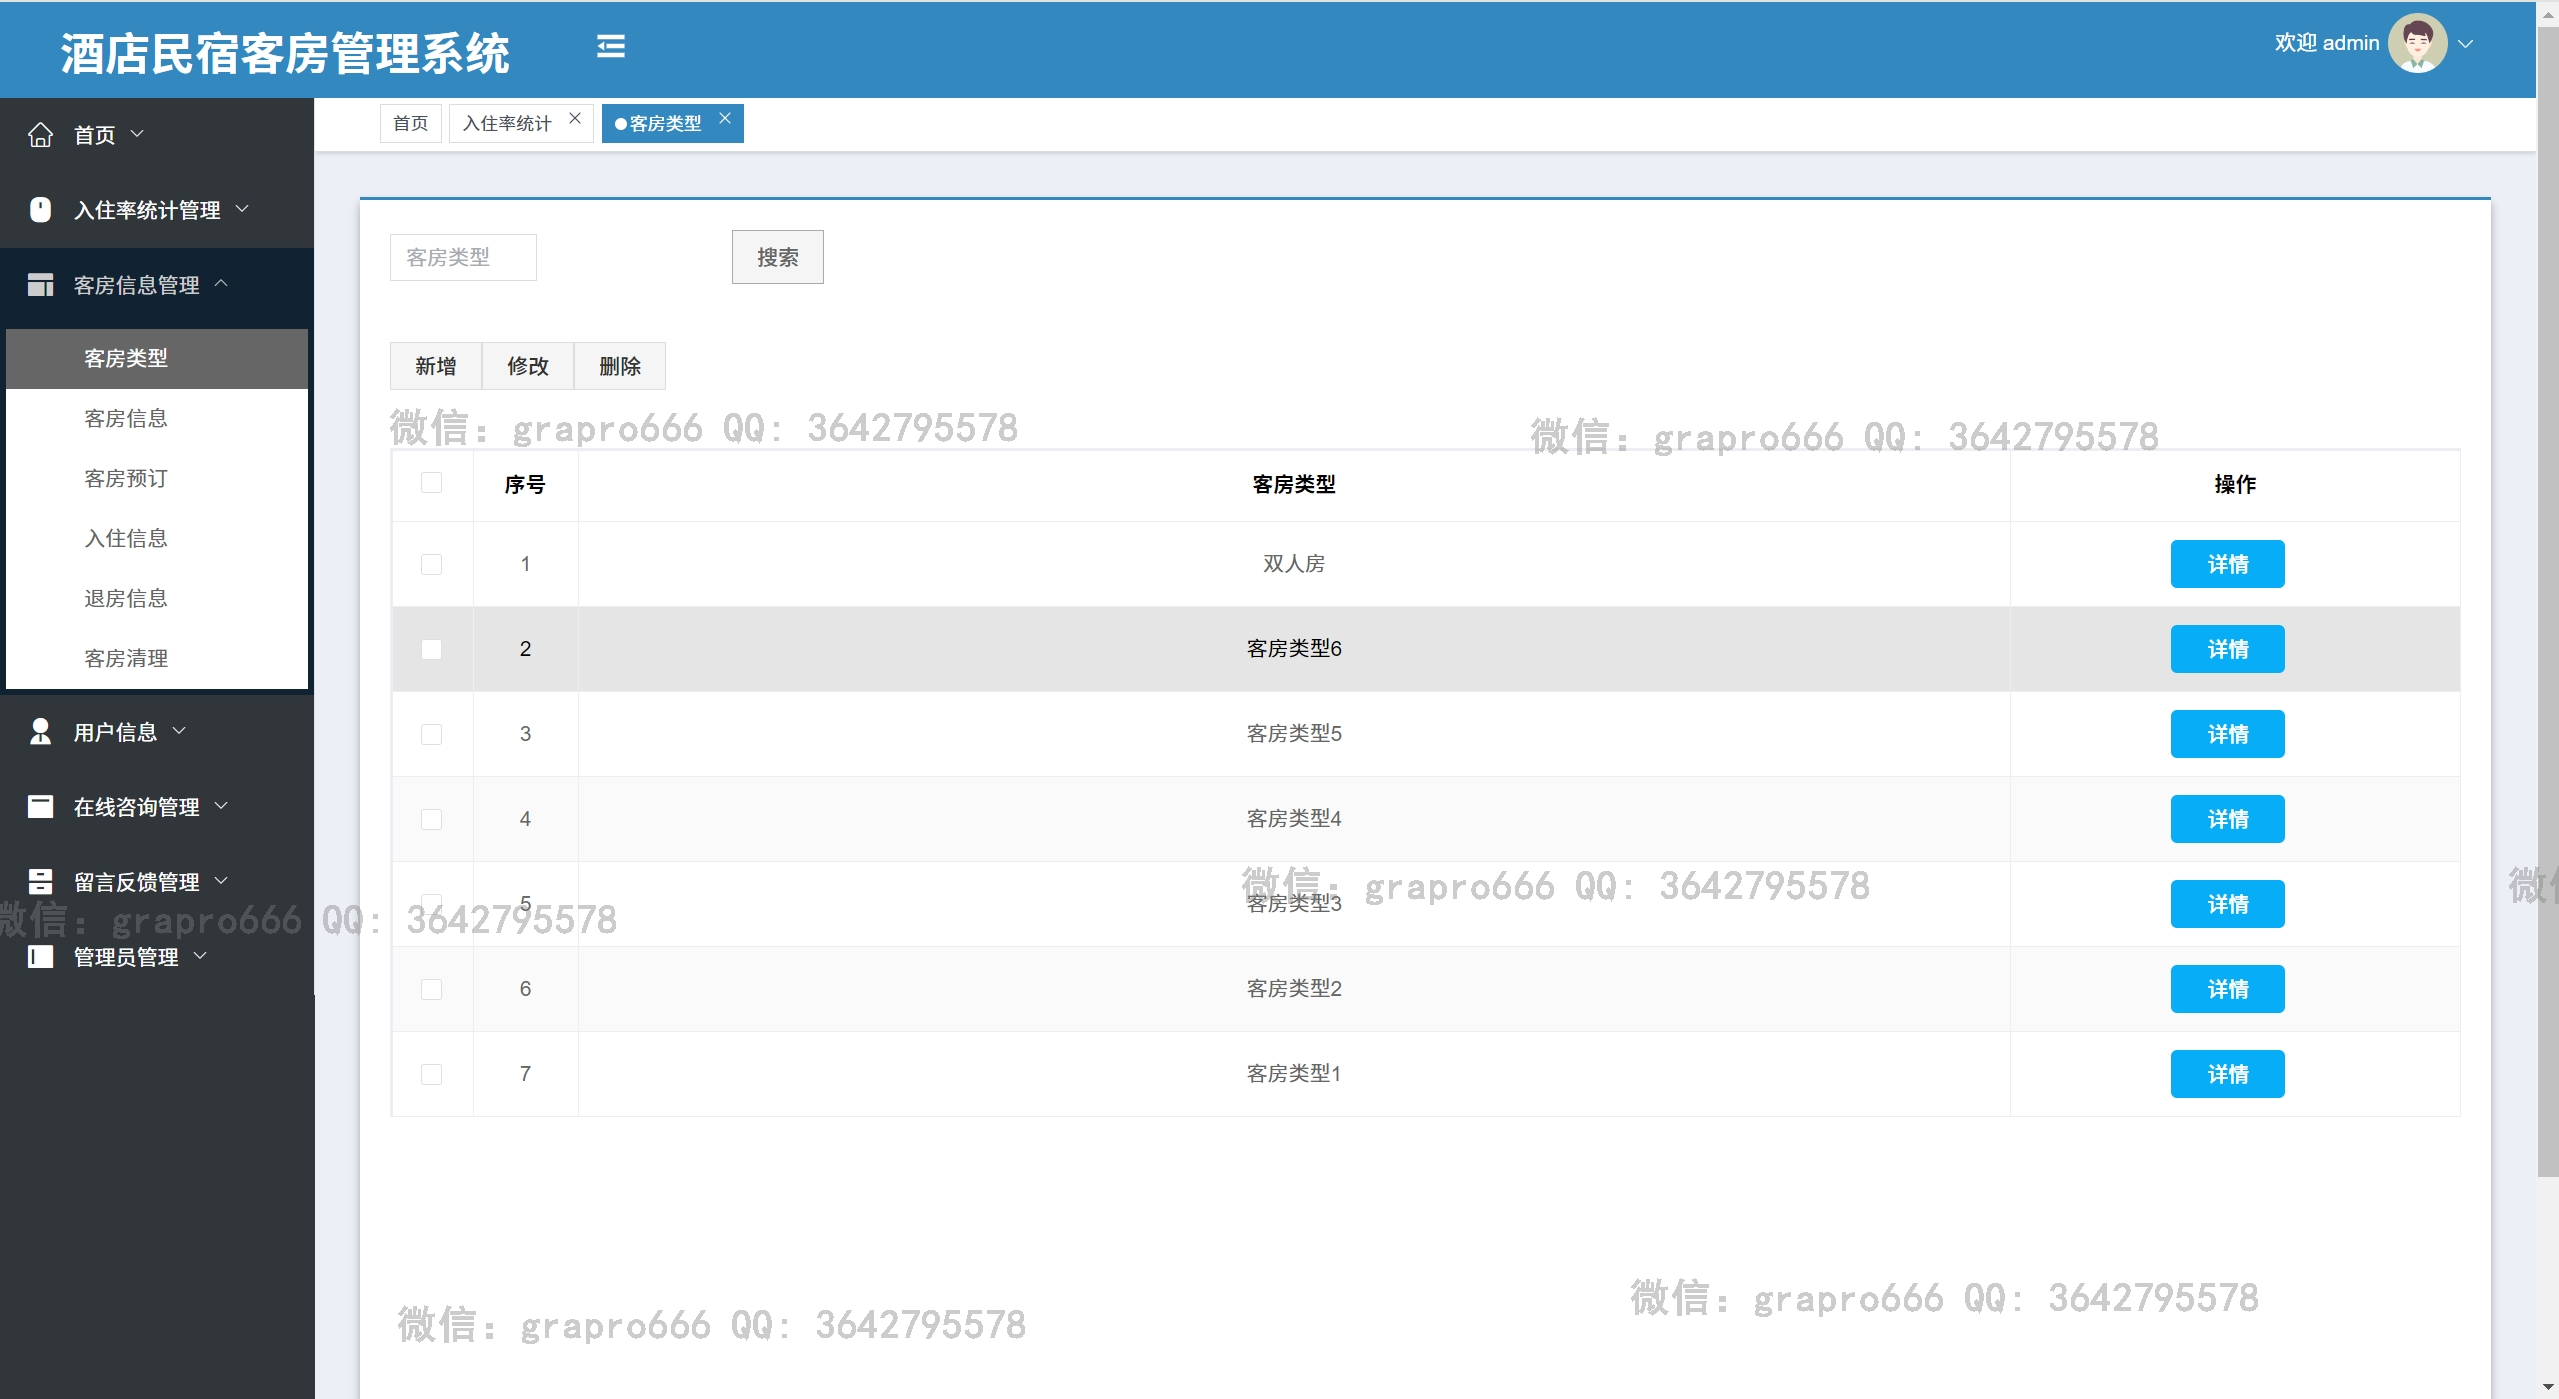 酒店民宿客房管理系统
欢迎 admin
首页
入住率统计
客房类型
首页
入住率统计管理
客房信息管理
客房类型
客房信息
客房预订
入住信息
退房信息
客房清理
用户信息
在线咨询管理
留言反馈管理
管理员管理
客房类型
搜索
新增 修改 删除
微信: grapro666 QQ: 3642795578
微信: grapro666 QQ: 3642795578
序号 客房类型 操作
1 双人房 详情
2 客房类型6 详情
3 客房类型5 详情
4 客房类型4 详情
微信: grapro666 QQ: 3642795578
微信
5 客房类型3 详情
微信: grapro666 QQ: 3642795578
6 客房类型2 详情
7 客房类型1 详情
微信: grapro666 QQ: 3642795578
微信: grapro666 QQ: 3642795578